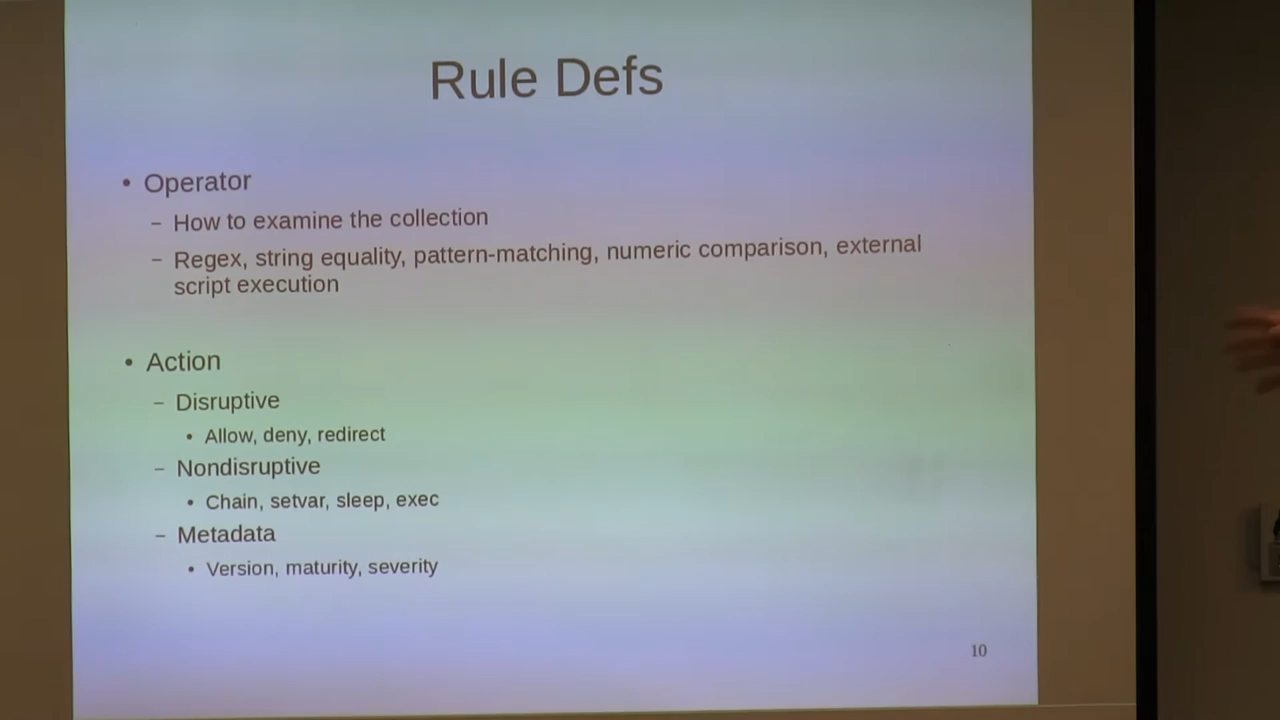 Rule Defs
• Operator
– How to examine the collection
– Regex, string equality, pattern-matching, numeric comparison, external
script execution
• Action
– Disruptive
• Allow, deny, redirect
– Nondisruptive
• Chain, setvar, sleep, exec
– Metadata
• Version, maturity, severity
10